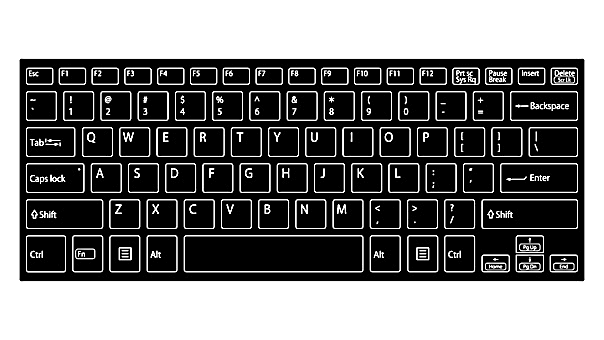 Esc F1 F2 F3 F4 F5 F6 F7 F8 F9 F10 F11 F12 Prt sc Pause Insert Delete
Sys Rq Break Scr Lk
~ ! @ # $ % ^ & * ( ) _ + ← Backspace
` 1 2 3 4 5 6 7 8 9 0 - =
Tab Q W E R T Y U I O P [ ] |
[ ] \
Caps lock A S D F G H J K L : " Enter
; '
Shift Z X C V B N M < > ? Shift
, . /
Ctrl Fn Alt Alt Ctrl
↑
Pg Up
← ↓ →
Home Pg Dn End